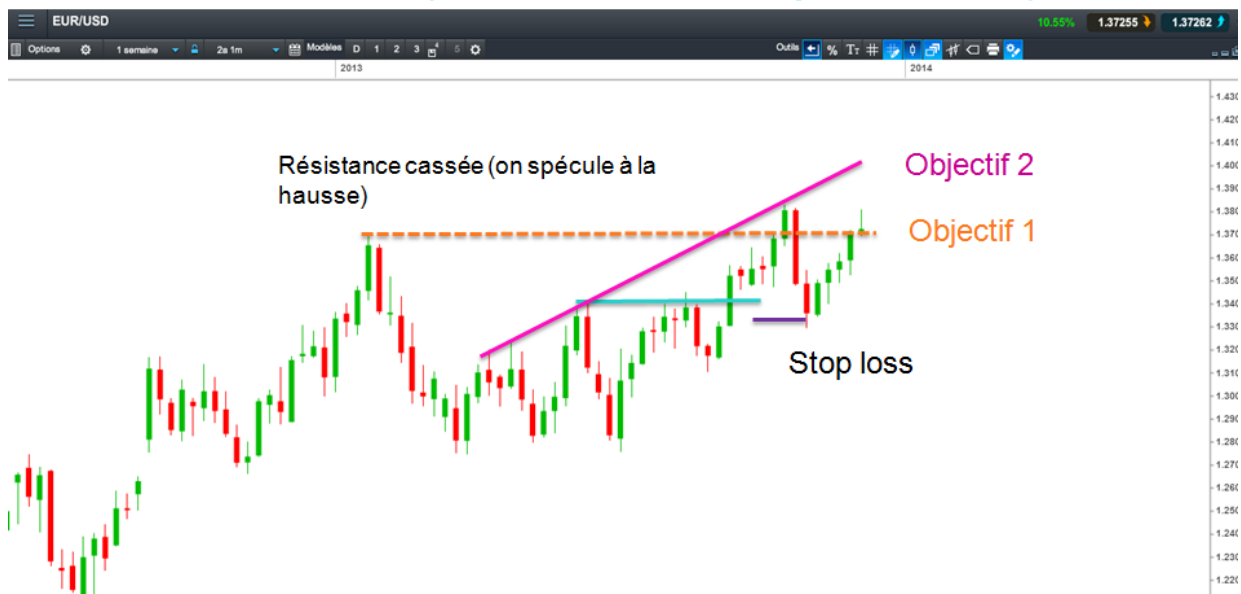 EUR/USD
10.55% 1.37255 1.37262
Options 1 semaine 2a 1m Modèles D 1 2 3 4 5 Outils % TT
2013 2014
Résistance cassée (on spécule à la
hausse)
Objectif 2
Objectif 1
Stop loss
1.430
1.420
1.410
1.400
1.390
1.380
1.370
1.360
1.350
1.340
1.330
1.320
1.310
1.300
1.290
1.280
1.270
1.260
1.250
1.240
1.230
1.220